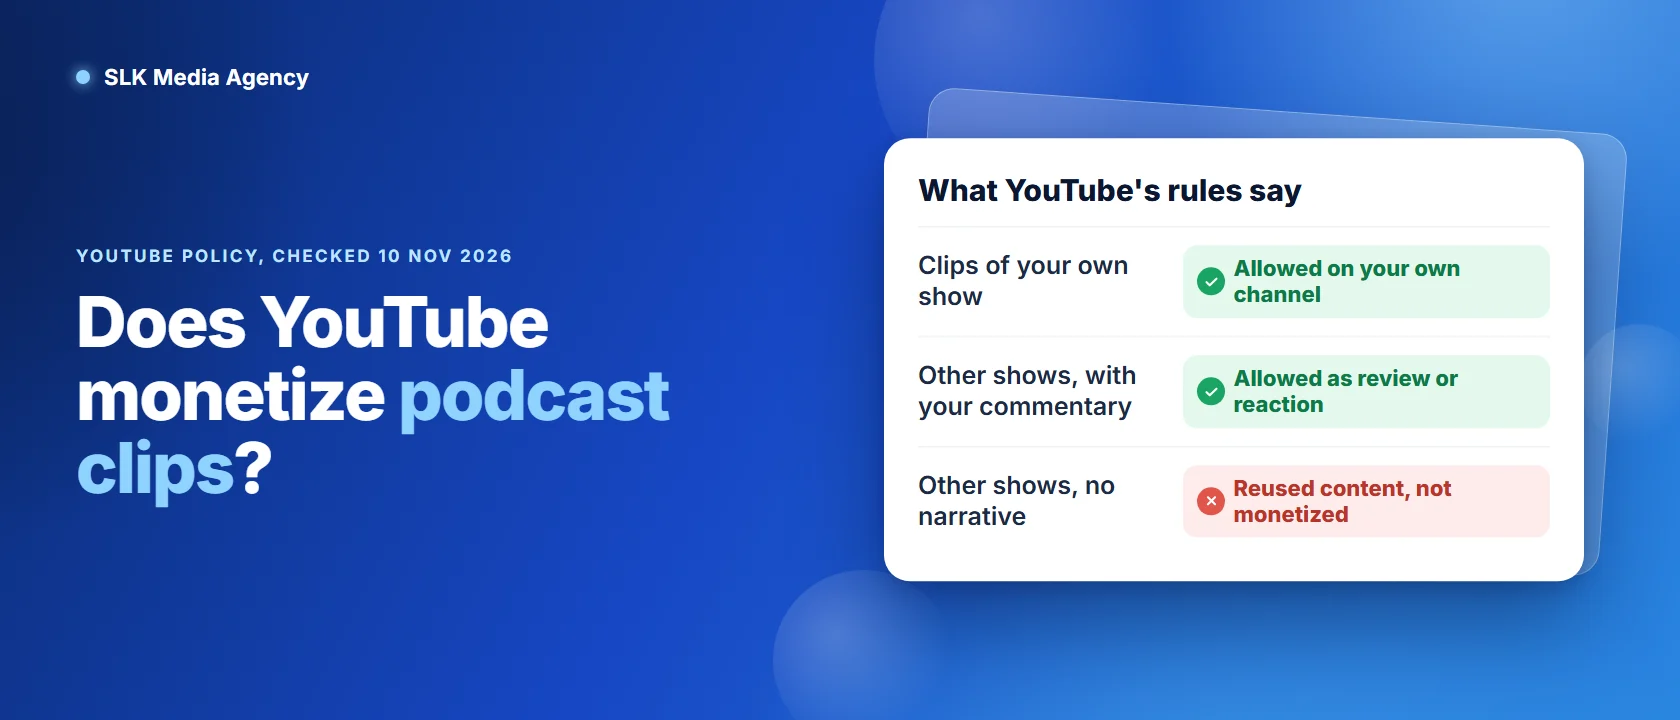 SLK Media Agency
YOUTUBE POLICY, CHECKED 10 NOV 2026
Does YouTube
monetize podcast
clips?
What YouTube's rules say
Clips of your own
show
Allowed on your own
channel
Other shows, with
your commentary
Allowed as review or
reaction
Other shows, no
narrative
Reused content, not
monetized